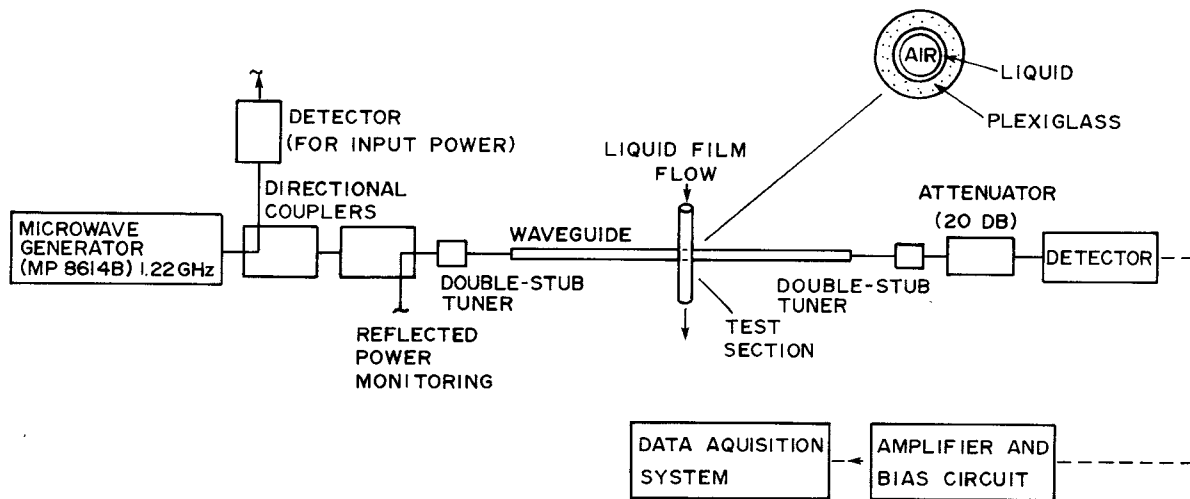 AIR
LIQUID
PLEXIGLASS
DETECTOR
(FOR INPUT POWER)
LIQUID FILM
FLOW
DIRECTIONAL
COUPLERS
ATTENUATOR
(20 DB)
MICROWAVE
GENERATOR
(MP 8614B) 1.22GHz
WAVEGUIDE
DETECTOR
DOUBLE-STUB
TUNER
DOUBLE-STUB
TUNER
REFLECTED
POWER
MONITORING
TEST
SECTION
DATA AQUISITION
SYSTEM
AMPLIFIER AND
BIAS CIRCUIT